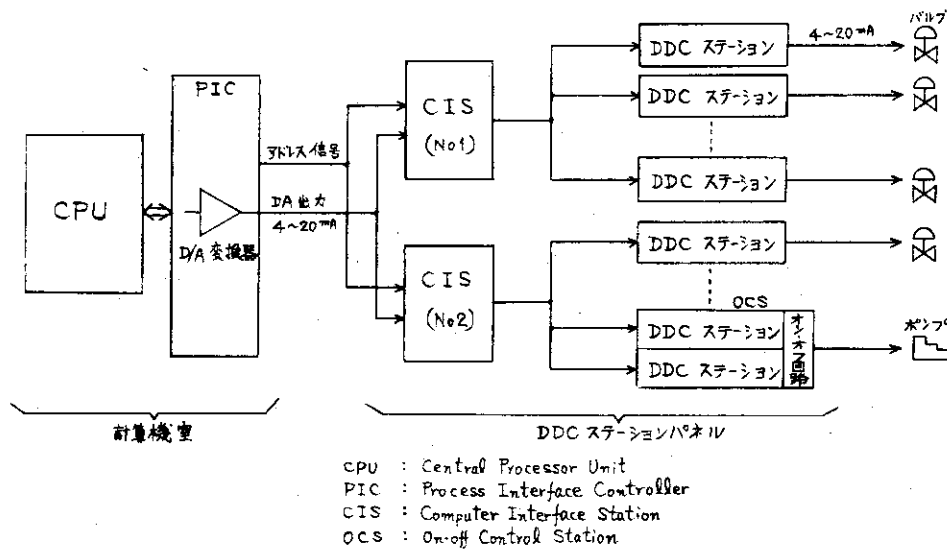 バルブ
4～20mA
DDC ステーション
PIC
DDC ステーション
CIS
(No1)
アドレス信号
DDC ステーション
CPU
DA出力
4～20mA
D/A変換器
DDC ステーション
CIS
(No2)
OCS
DDC ステーション
DDC ステーション
オン・オフ回路
ポンプ
計算機室
DDC ステーションパネル
CPU : Central Processor Unit
PIC : Process Interface Controller
CIS : Computer Interface Station
OCS : On-off Control Station